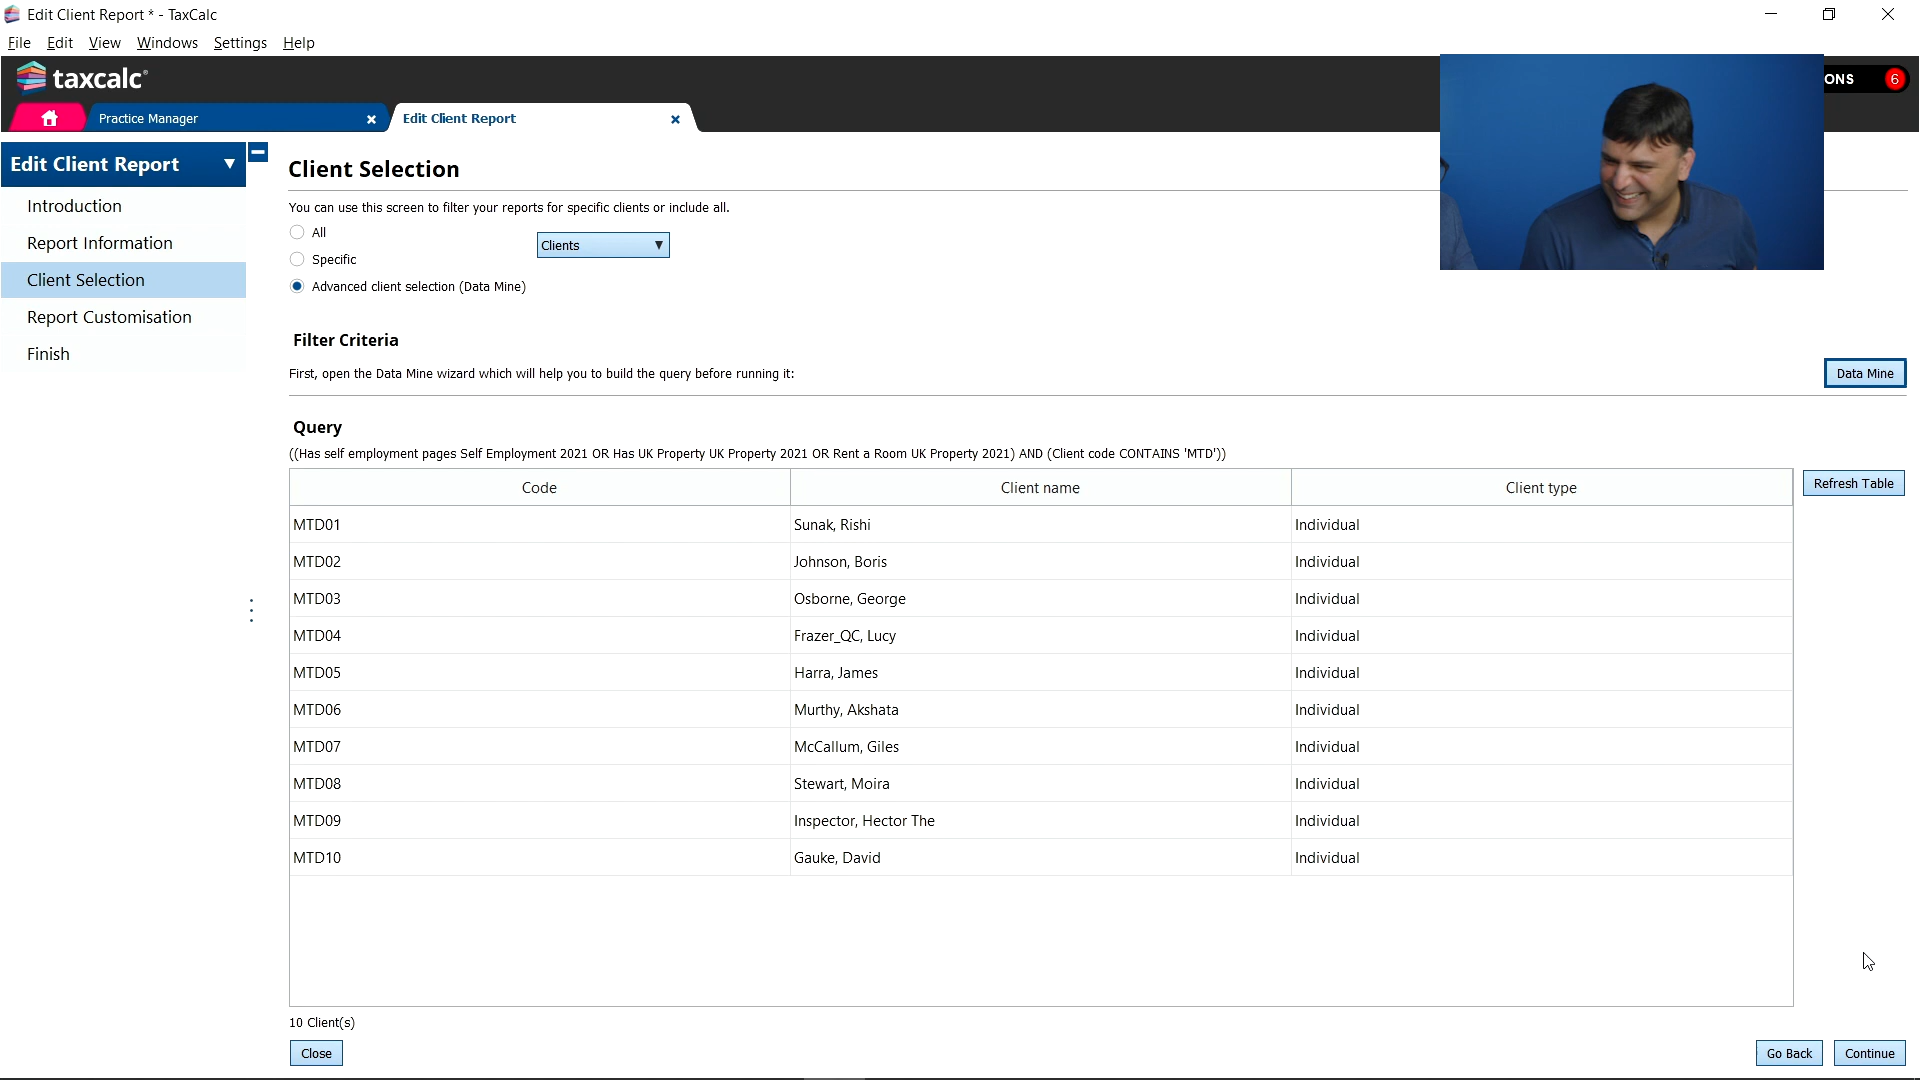 Edit Client Report * - TaxCalc
File Edit View Windows Settings Help
taxcalc
ONS 6
Practice Manager x Edit Client Report x
Edit Client Report
Introduction
Report Information
Client Selection
Report Customisation
Finish
Client Selection
You can use this screen to filter your reports for specific clients or include all.
All
Clients
Specific
Advanced client selection (Data Mine)
Filter Criteria
First, open the Data Mine wizard which will help you to build the query before running it:
Data Mine
Query
((Has self employment pages Self Employment 2021 OR Has UK Property UK Property 2021 OR Rent a Room UK Property 2021) AND (Client code CONTAINS 'MTD'))
Code Client name Client type
Refresh Table
MTD01 Sunak, Rishi Individual
MTD02 Johnson, Boris Individual
MTD03 Osborne, George Individual
MTD04 Frazer_QC, Lucy Individual
MTD05 Harra, James Individual
MTD06 Murthy, Akshata Individual
MTD07 McCallum, Giles Individual
MTD08 Stewart, Moira Individual
MTD09 Inspector, Hector The Individual
MTD10 Gauke, David Individual
10 Client(s)
Close Go Back Continue